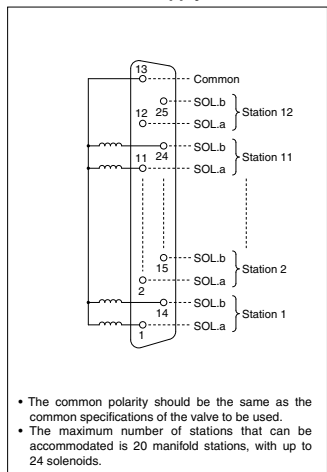 13
Common
SOL.b
12 25
SOL.a
Station 12
SOL.b
24
11
SOL.a
Station 11
SOL.b
15
SOL.a
2
Station 2
SOL.b
14
SOL.a
1
Station 1
• The common polarity should be the same as the
common specifications of the valve to be used.
• The maximum number of stations that can be
accommodated is 20 manifold stations, with up to
24 solenoids.